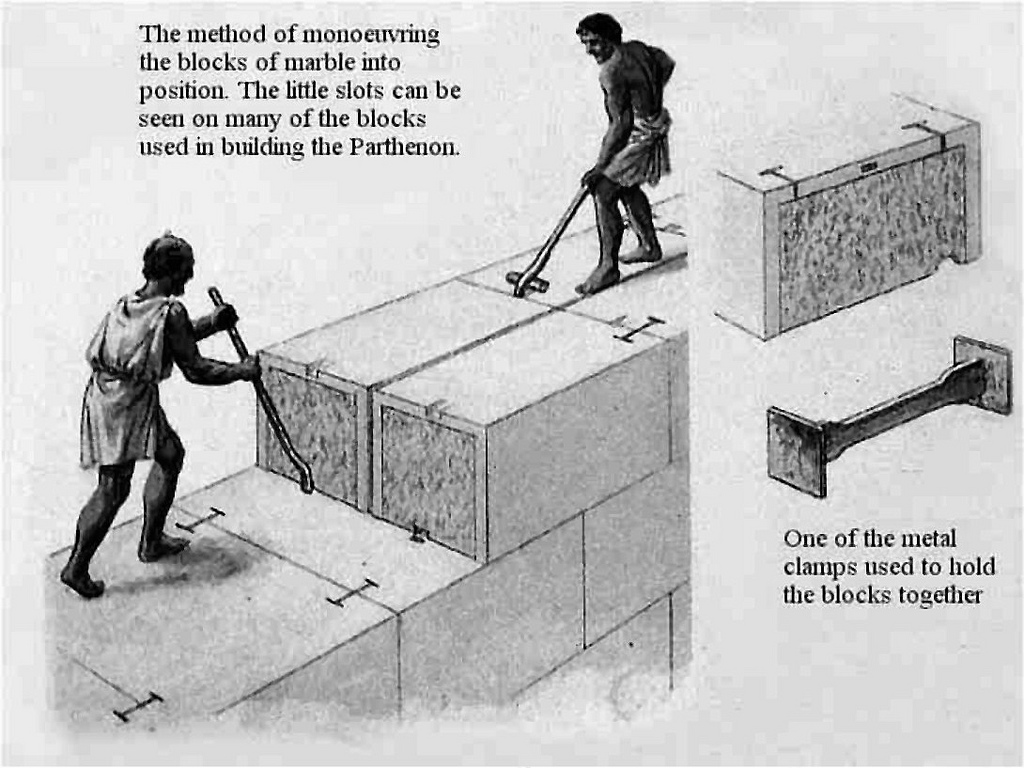 The method of monoeuvring
the blocks of marble into
position. The little slots can be
seen on many of the blocks
used in building the Parthenon.
One of the metal
clamps used to hold
the blocks together